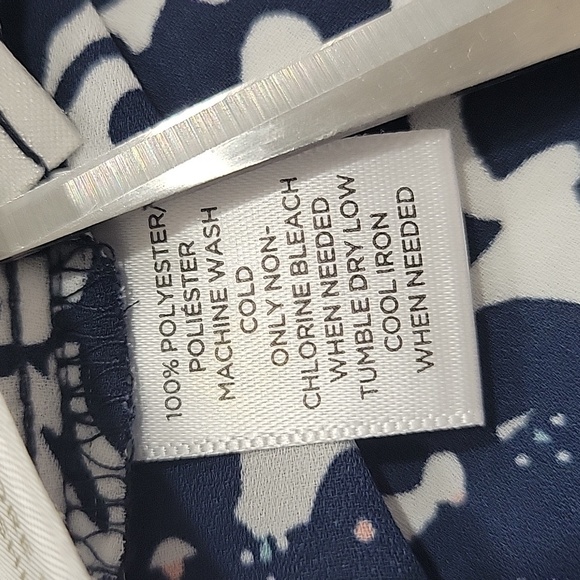 100% POLYESTER/
POLIÉSTER
MACHINE WASH
COLD
ONLY NON-
CHLORINE BLEACH
WHEN NEEDED
TUMBLE DRY LOW
COOL IRON
WHEN NEEDED